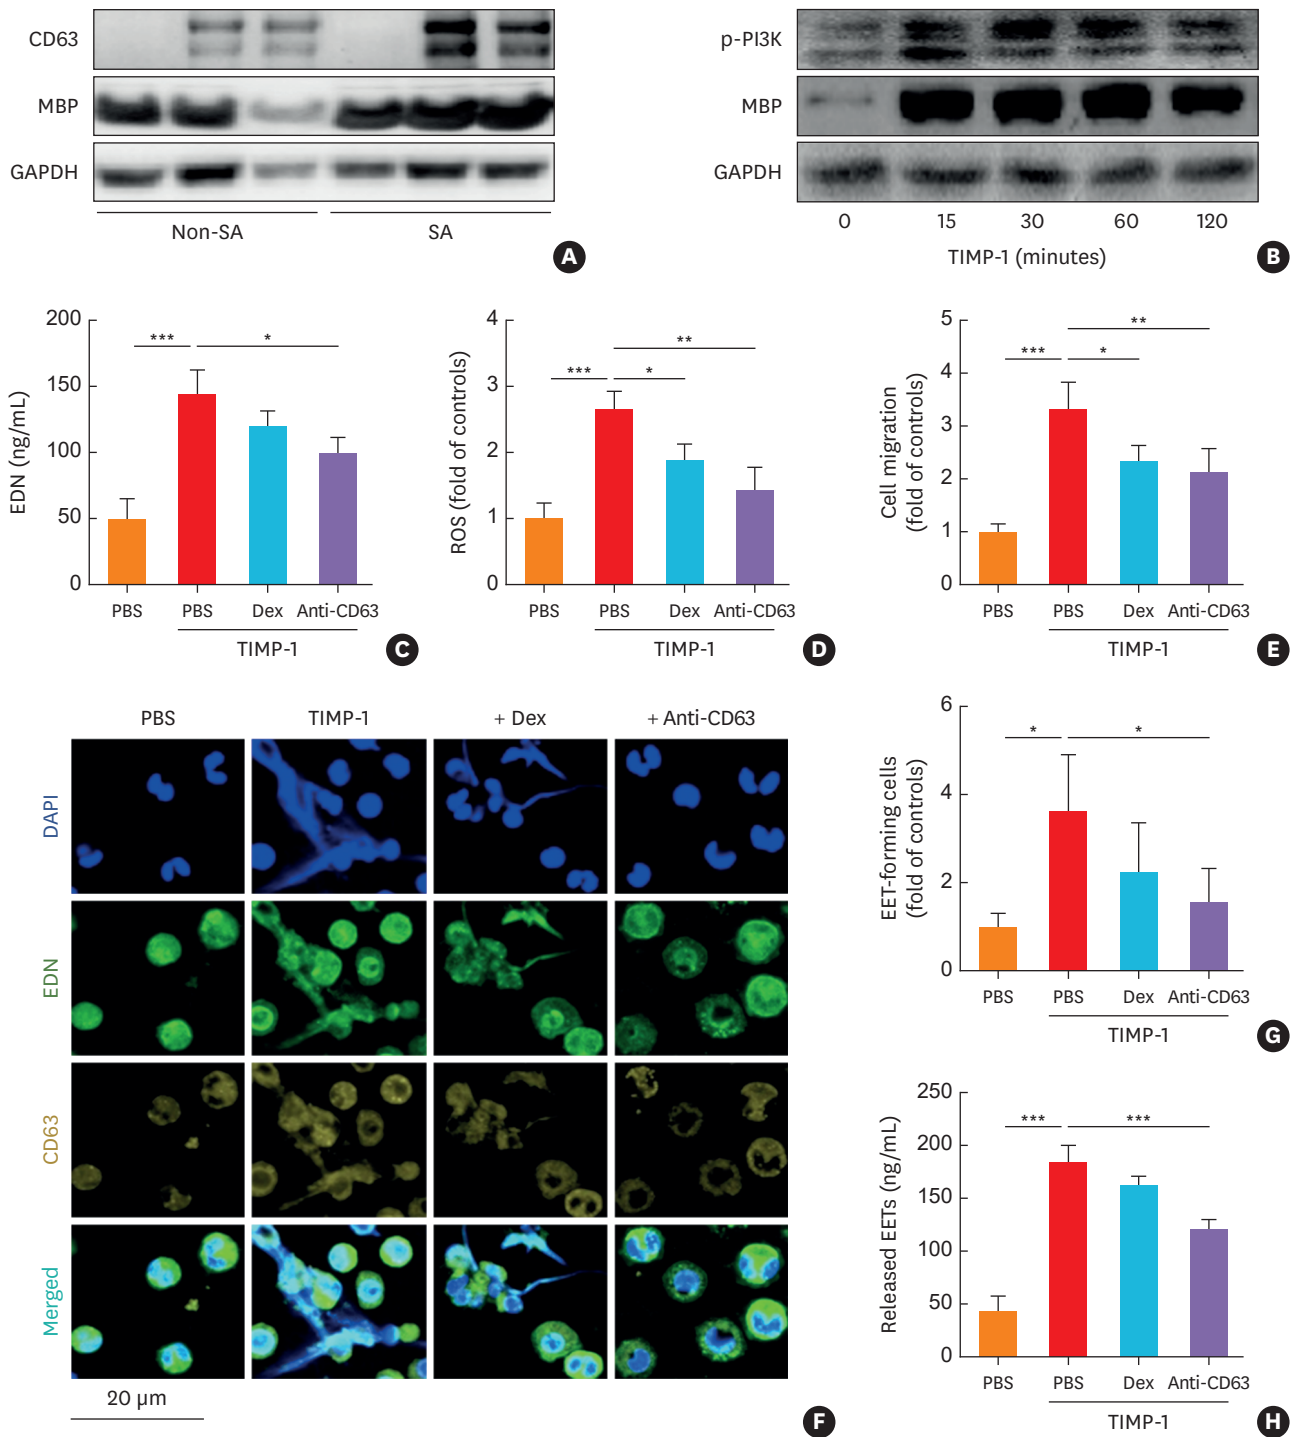 CD63
MBP
GAPDH
Non-SA SA
A
p-PI3K
MBP
GAPDH
0 15 30 60 120
TIMP-1 (minutes)
B
EDN (ng/mL)
200
150
100
50
0
*** *
PBS PBS Dex Anti-CD63
TIMP-1
C
ROS (fold of controls)
4
3
2
1
0
**
*** *
PBS PBS Dex Anti-CD63
TIMP-1
D
Cell migration
(fold of controls)
5
4
3
2
1
0
**
*** *
PBS PBS Dex Anti-CD63
TIMP-1
E
PBS TIMP-1 + Dex + Anti-CD63
DAPI
EDN
CD63
Merged
20 µm
F
EET-forming cells
(fold of controls)
6
4
2
0
* *
PBS PBS Dex Anti-CD63
TIMP-1
G
Released EETs (ng/mL)
250
200
150
100
50
0
*** ***
PBS PBS Dex Anti-CD63
TIMP-1
H